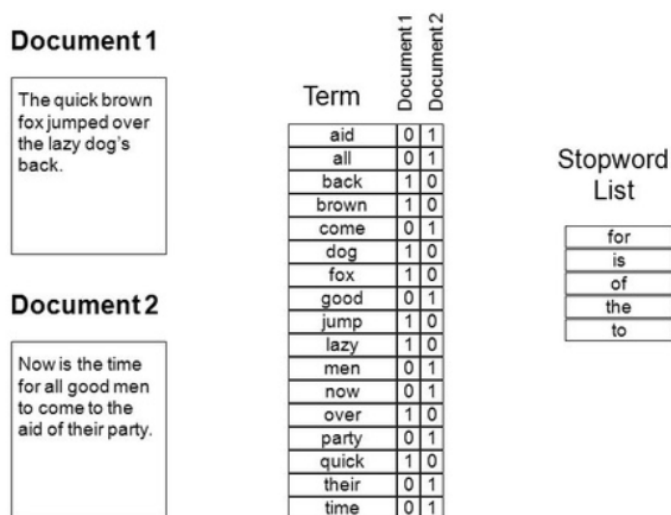 Document 1
The quick brown
fox jumped over
the lazy dog's
back.
Document 2
Now is the time
for all good men
to come to the
aid of their party.
Term Document 1 Document 2
aid 0 1
all 0 1
back 1 0
brown 1 0
come 0 1
dog 1 0
fox 1 0
good 0 1
jump 1 0
lazy 1 0
men 0 1
now 0 1
over 1 0
party 0 1
quick 1 0
their 0 1
time 0 1
Stopword
List
for
is
of
the
to